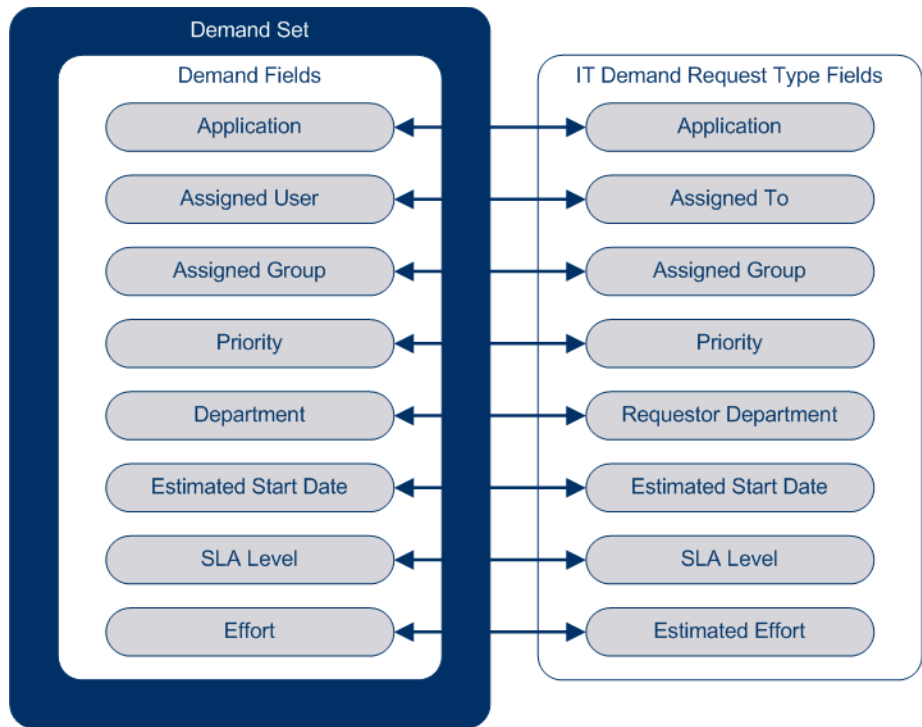 Demand Set
Demand Fields
IT Demand Request Type Fields
Application
Application
Assigned User
Assigned To
Assigned Group
Assigned Group
Priority
Priority
Department
Requestor Department
Estimated Start Date
Estimated Start Date
SLA Level
SLA Level
Effort
Estimated Effort